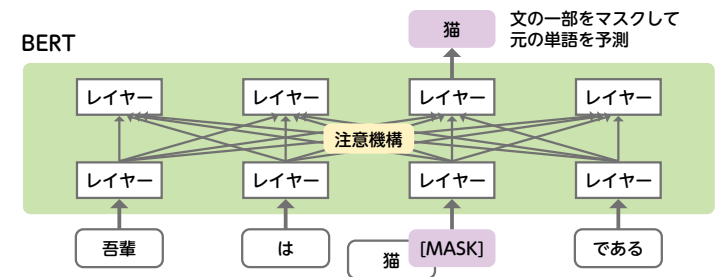 BERT
猫
文の一部をマスクして
元の単語を予測
レイヤー レイヤー レイヤー レイヤー
注意機構
レイヤー レイヤー レイヤー レイヤー
吾輩 は 猫 [MASK] である